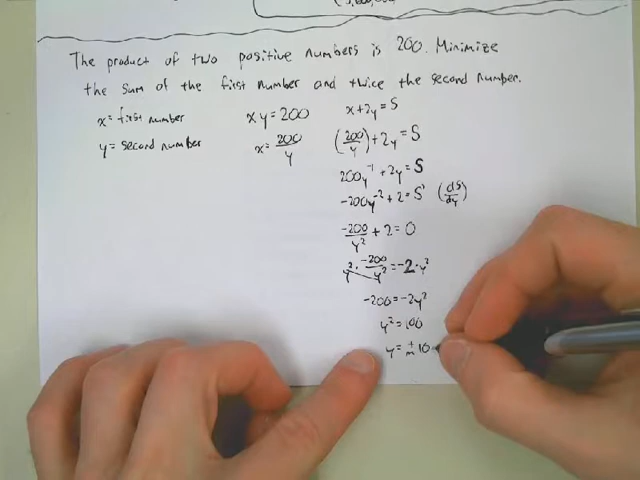 The product of two positive numbers is 200. Minimize
the sum of the first number and twice the second number.
x = first number
y = second number
xy = 200
x = 200/y
x + 2y = S
(200/y) + 2y = S
200y⁻¹ + 2y = S
-200y⁻² + 2 = S' (dS/dy)
-200/y² + 2 = 0
y² · -200/y² = -2 · y²
-200 = -2y²
y² = 100
y = ± 10